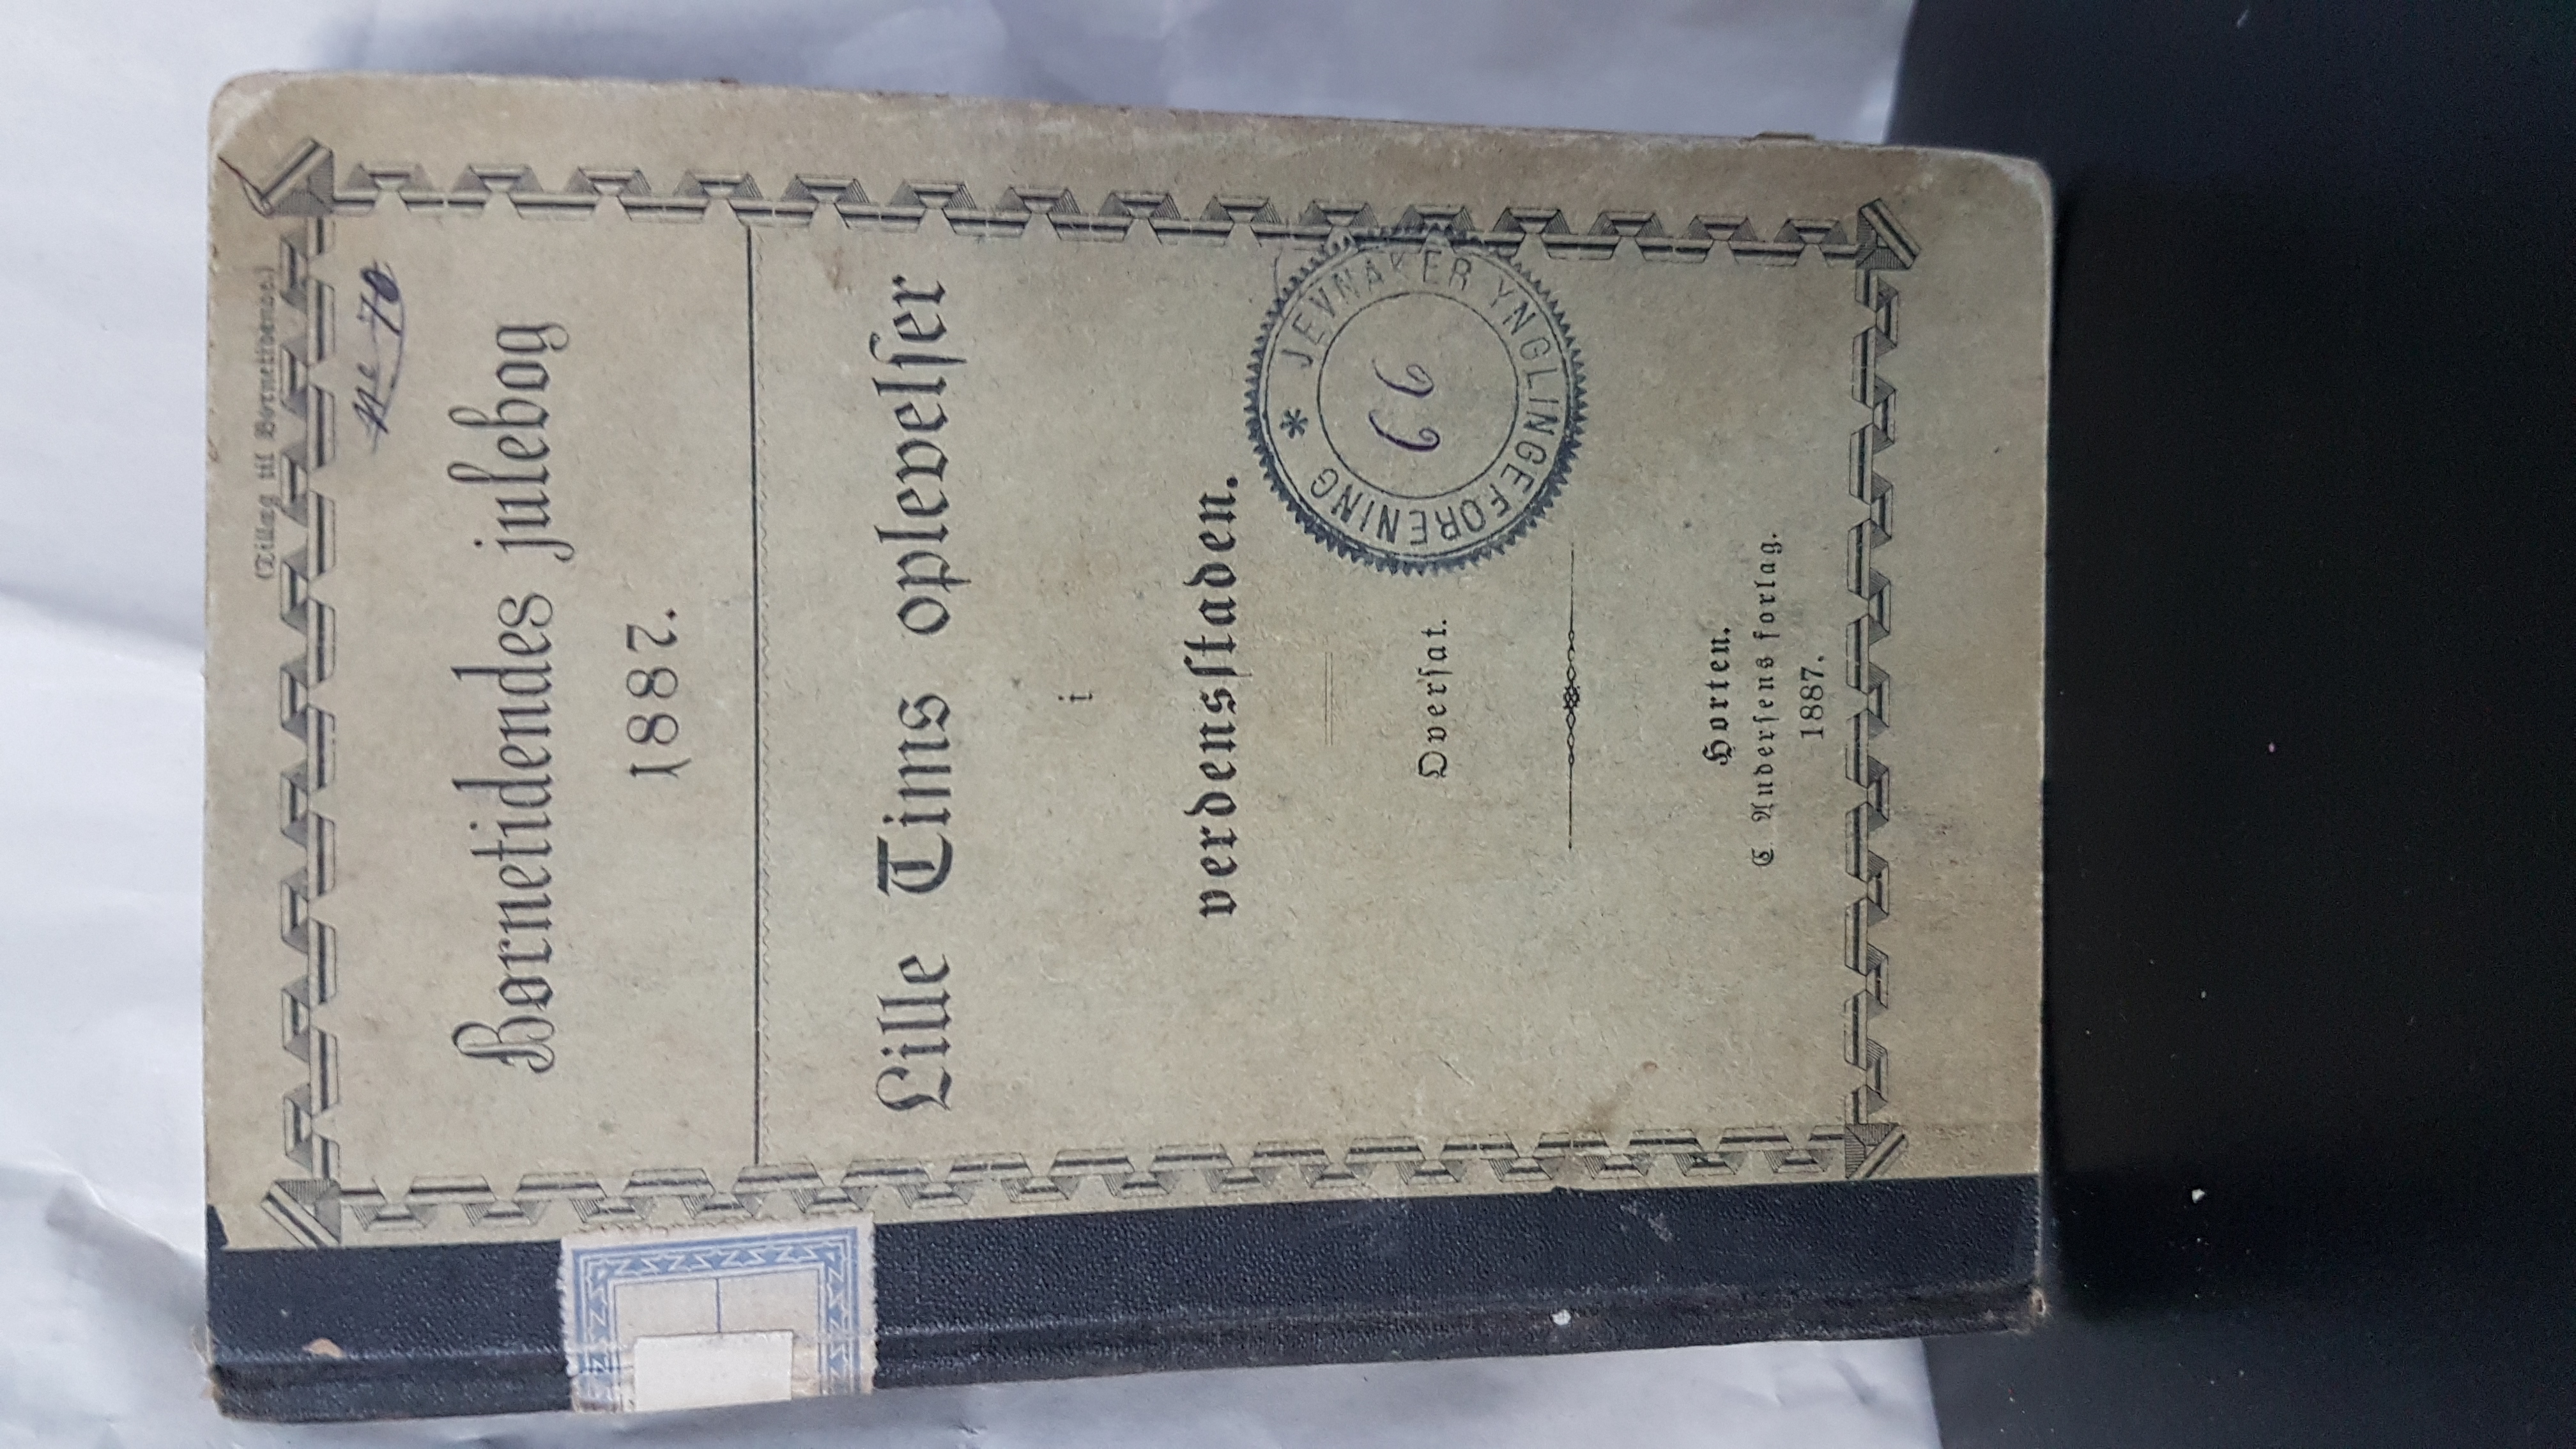 (Tillæg til Børnetidende.)
No 70
Børnetidendes julebog
1887.
Lille Tims oplevelser
i
verdensstaden.
JEVNAKER YNGLINGEFORENING *
99
Oversat.
Horten.
C. Andersens forlag.
1887.